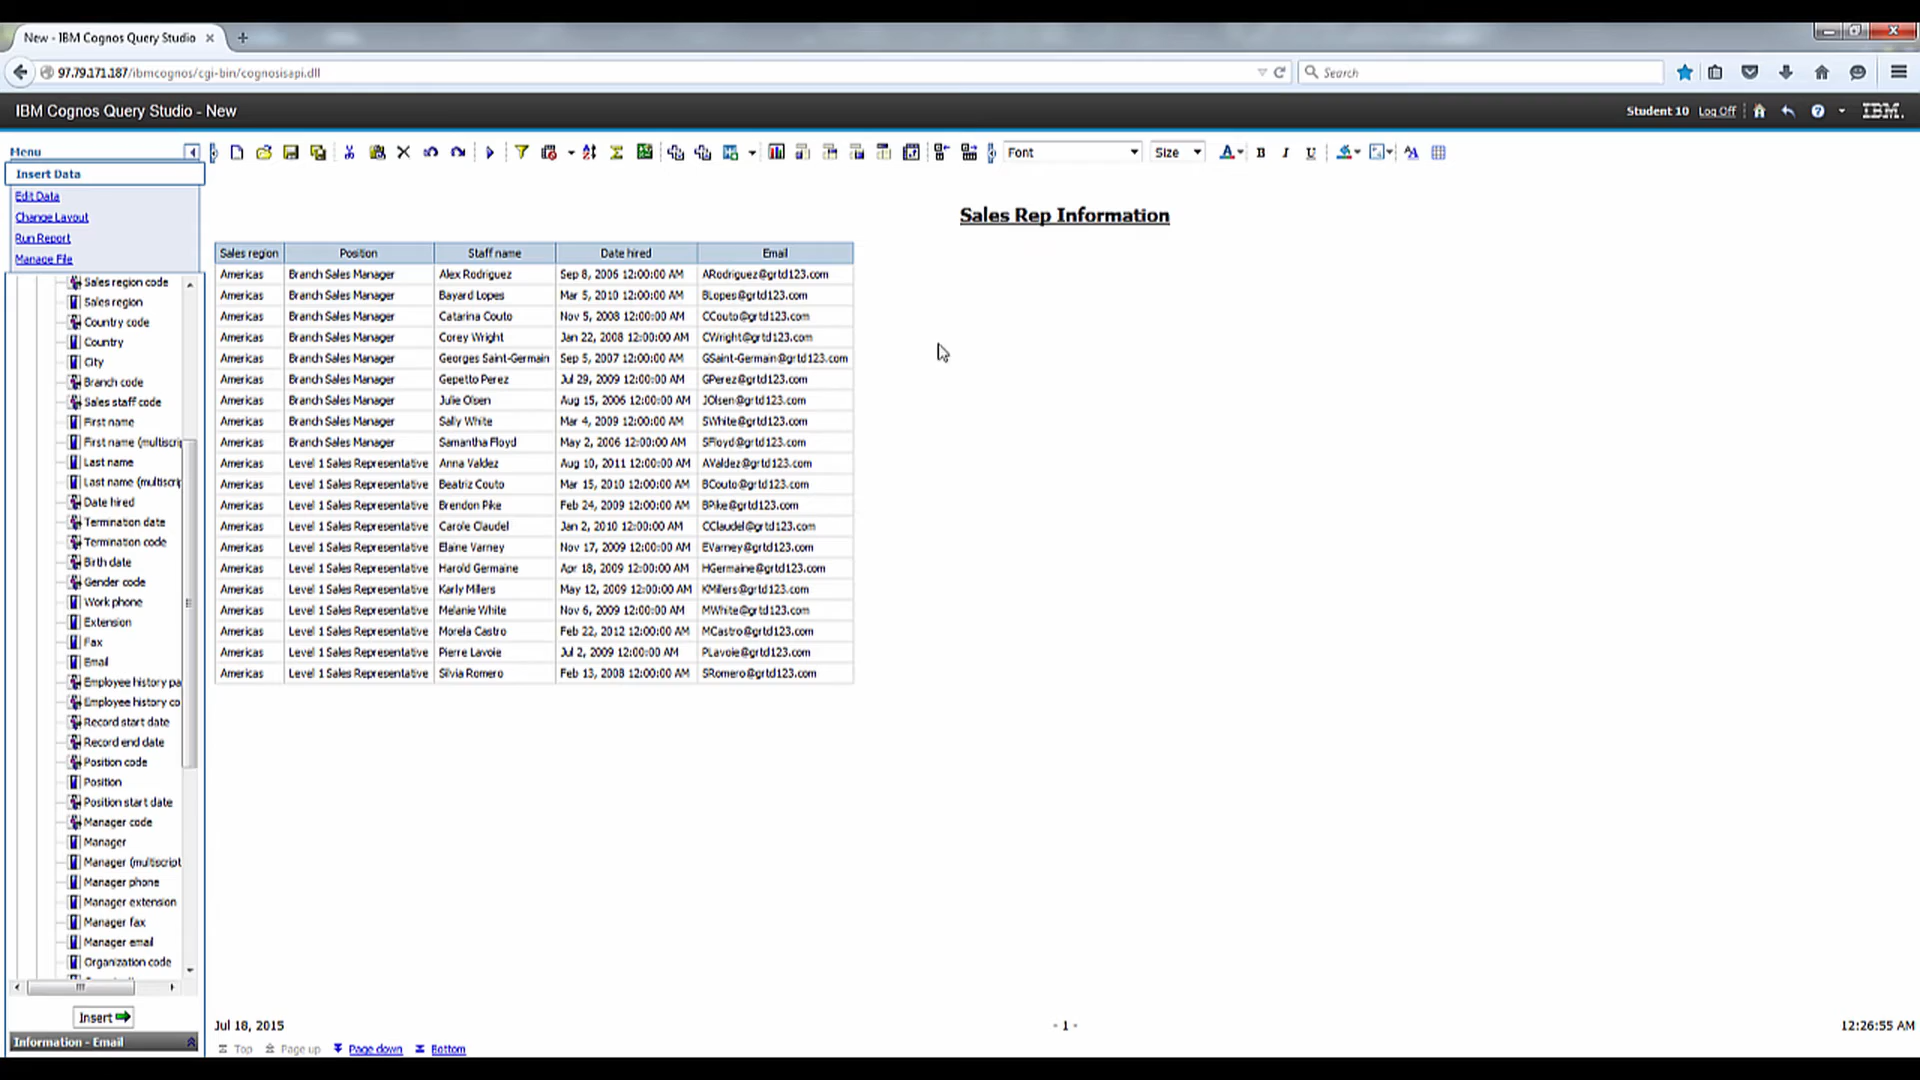 New - IBM Cognos Query Studio
97.79.171.187/ibmcognos/cgi-bin/cognosisapi.dll
Search
IBM Cognos Query Studio - New
Student 10 Log Off
IBM.
Menu
Font
Size
B I U
Insert Data
Edit Data
Change Layout
Run Report
Manage File
Sales region code
Sales region
Country code
Country
City
Branch code
Sales staff code
First name
First name (multiscrip
Last name
Last name (multiscrip
Date hired
Termination date
Termination code
Birth date
Gender code
Work phone
Extension
Fax
Email
Employee history pa
Employee history co
Record start date
Record end date
Position code
Position
Position start date
Manager code
Manager
Manager (multiscript
Manager phone
Manager extension
Manager fax
Manager email
Organization code
Insert
Information - Email
Sales Rep Information
Sales region Position Staff name Date hired Email
Americas Branch Sales Manager Alex Rodriguez Sep 8, 2006 12:00:00 AM ARodriguez@grtd123.com
Americas Branch Sales Manager Bayard Lopes Mar 5, 2010 12:00:00 AM BLopes@grtd123.com
Americas Branch Sales Manager Catarina Couto Nov 5, 2008 12:00:00 AM CCouto@grtd123.com
Americas Branch Sales Manager Corey Wright Jan 22, 2008 12:00:00 AM CWright@grtd123.com
Americas Branch Sales Manager Georges Saint-Germain Sep 5, 2007 12:00:00 AM GSaint-Germain@grtd123.com
Americas Branch Sales Manager Gepetto Perez Jul 29, 2009 12:00:00 AM GPerez@grtd123.com
Americas Branch Sales Manager Julie Olsen Aug 15, 2006 12:00:00 AM JOlsen@grtd123.com
Americas Branch Sales Manager Sally White Mar 4, 2009 12:00:00 AM SWhite@grtd123.com
Americas Branch Sales Manager Samantha Floyd May 2, 2006 12:00:00 AM SFloyd@grtd123.com
Americas Level 1 Sales Representative Anna Valdez Aug 10, 2011 12:00:00 AM AValdez@grtd123.com
Americas Level 1 Sales Representative Beatriz Couto Mar 15, 2010 12:00:00 AM BCouto@grtd123.com
Americas Level 1 Sales Representative Brendon Pike Feb 24, 2009 12:00:00 AM BPike@grtd123.com
Americas Level 1 Sales Representative Carole Claudel Jan 2, 2010 12:00:00 AM CClaudel@grtd123.com
Americas Level 1 Sales Representative Elaine Varney Nov 17, 2009 12:00:00 AM EVarney@grtd123.com
Americas Level 1 Sales Representative Harold Germaine Apr 18, 2009 12:00:00 AM HGermaine@grtd123.com
Americas Level 1 Sales Representative Karly Millers May 12, 2009 12:00:00 AM KMillers@grtd123.com
Americas Level 1 Sales Representative Melanie White Nov 6, 2009 12:00:00 AM MWhite@grtd123.com
Americas Level 1 Sales Representative Morela Castro Feb 22, 2012 12:00:00 AM MCastro@grtd123.com
Americas Level 1 Sales Representative Pierre Lavoie Jul 2, 2009 12:00:00 AM PLavoie@grtd123.com
Americas Level 1 Sales Representative Silvia Romero Feb 13, 2008 12:00:00 AM SRomero@grtd123.com
Jul 18, 2015
- 1 -
12:26:55 AM
Top Page up Page down Bottom